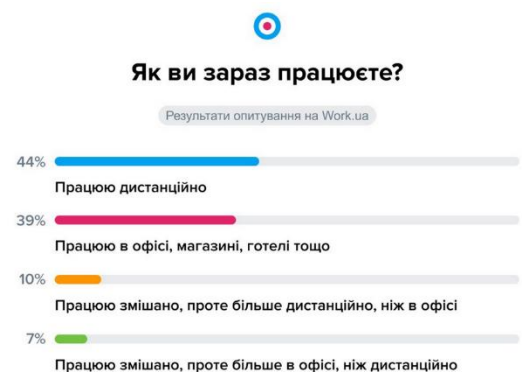 Як ви зараз працюєте?
Результати опитування на Work.ua
44%
Працюю дистанційно
39%
Працюю в офісі, магазині, готелі тощо
10%
Працюю змішано, проте більше дистанційно, ніж в офісі
7%
Працюю змішано, проте більше в офісі, ніж дистанційно